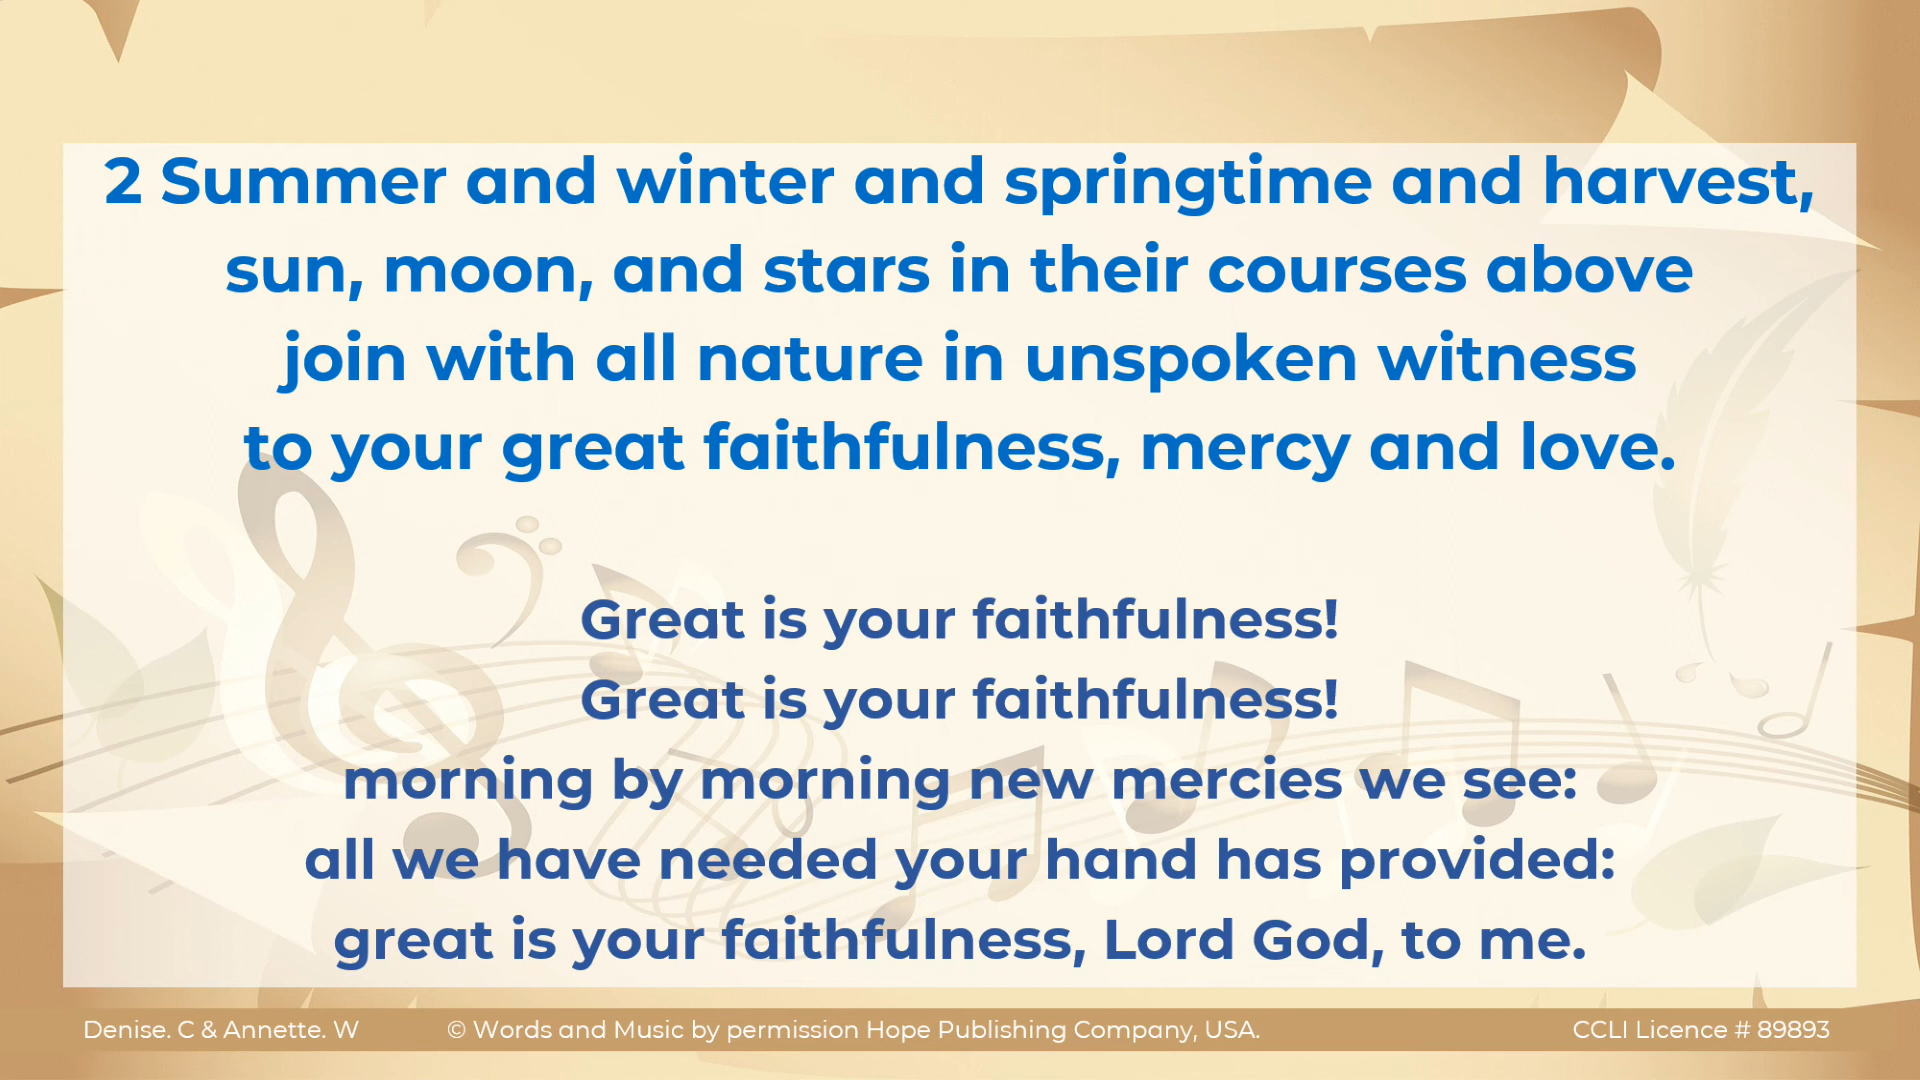 2 Summer and winter and springtime and harvest,
sun, moon, and stars in their courses above
join with all nature in unspoken witness
to your great faithfulness, mercy and love.
Great is your faithfulness!
Great is your faithfulness!
morning by morning new mercies we see:
all we have needed your hand has provided:
great is your faithfulness, Lord God, to me.
Denise. C & Annette. W © Words and Music by permission Hope Publishing Company, USA. CCLI Licence # 89893